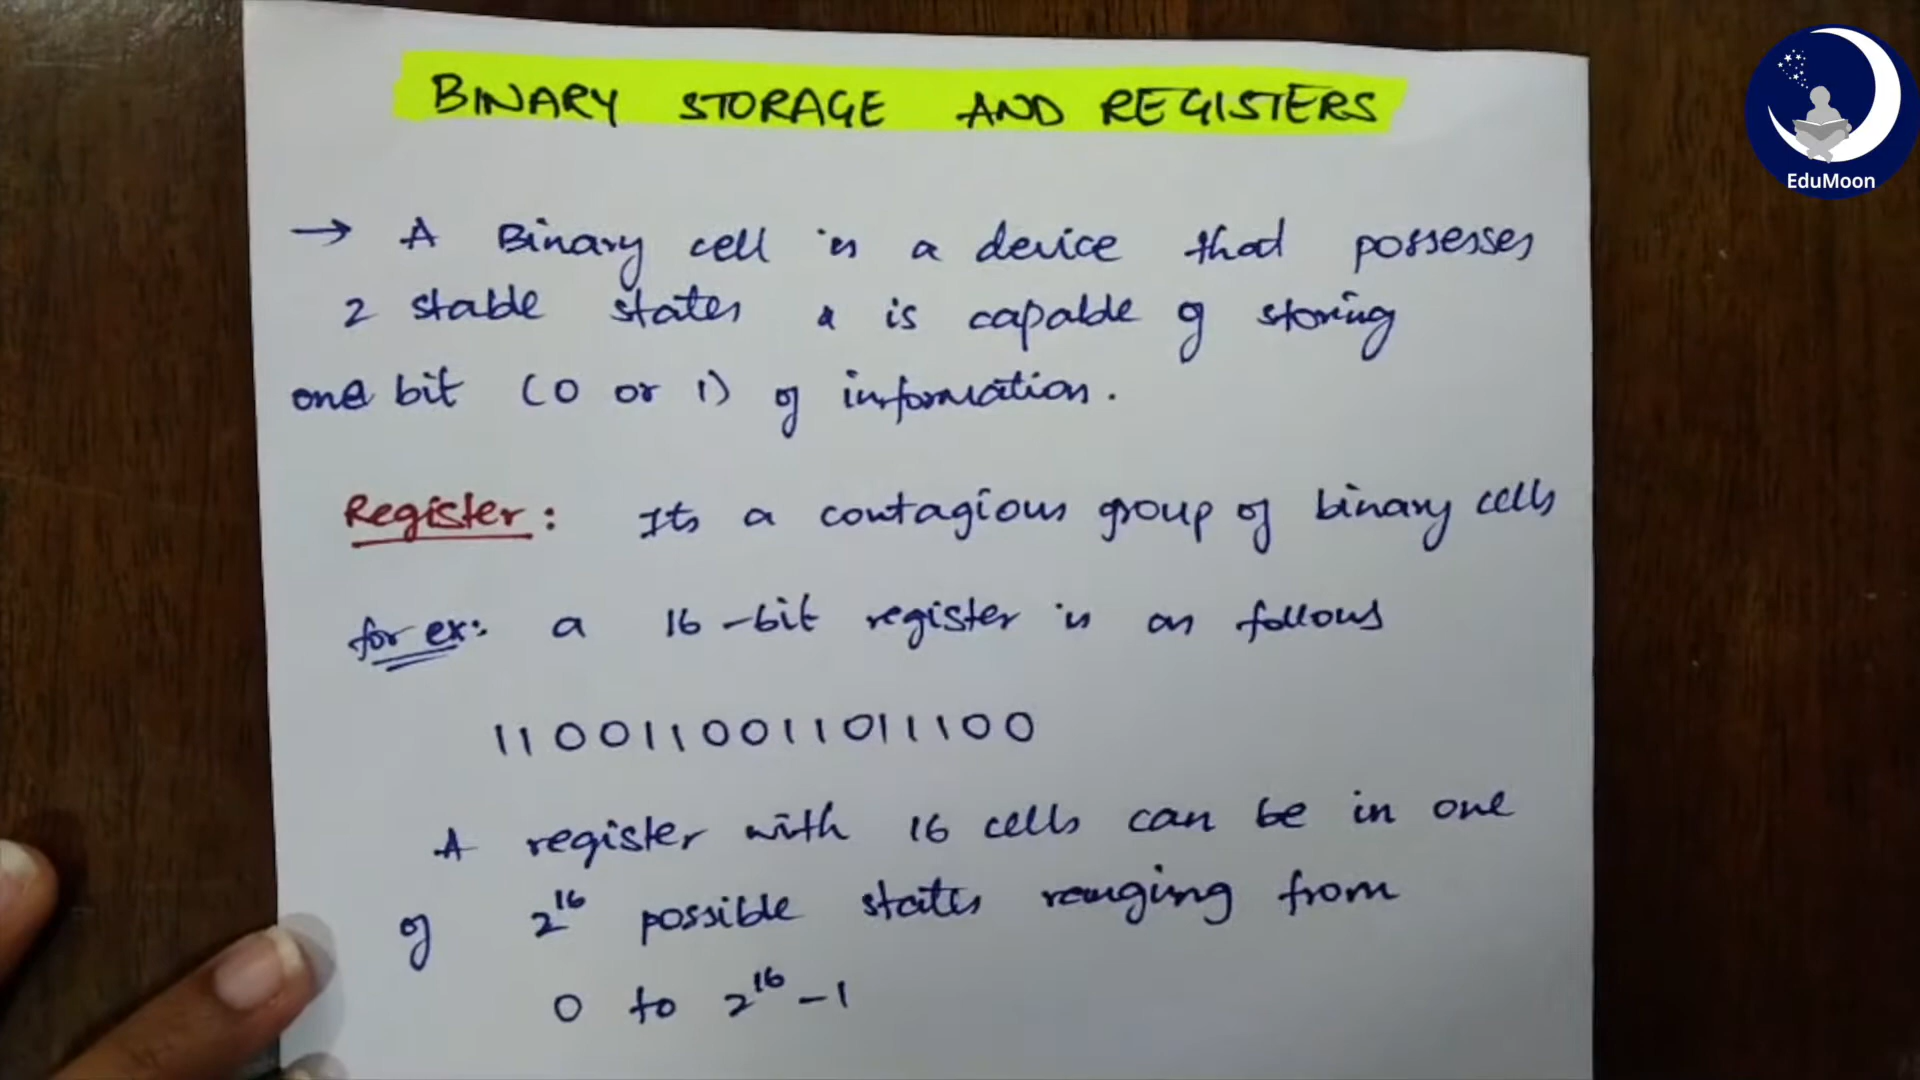 BINARY STORAGE AND REGISTERS
EduMoon
→ A Binary cell is a device that possesses
2 stable states & is capable of storing
one bit (0 or 1) of information.
Register: Its a contagious group of binary cells
for ex: a 16-bit register is as follows
1100110011011100
A register with 16 cells can be in one
of 2^16 possible states ranging from
0 to 2^16 - 1